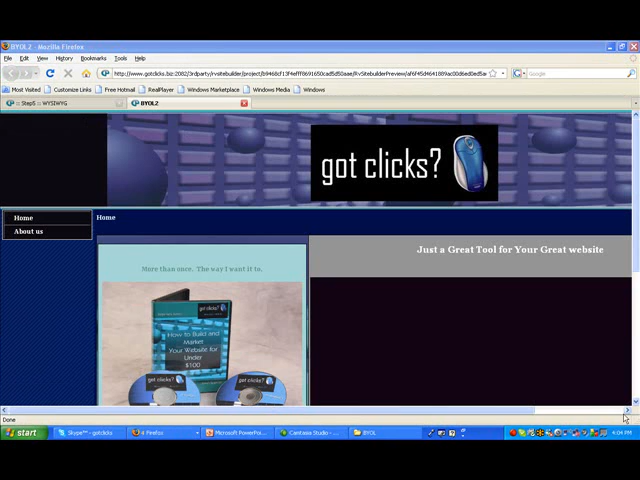 BYOL2 - Mozilla Firefox
File Edit View History Bookmarks Tools Help
Google
Most Visited Customize Links Free Hotmail RealPlayer Windows Marketplace Windows Media Windows
:: Step5 :: WYSIWYG BYOL2
got clicks?
Home Home
About us
Just a Great Tool for Your Great website
More than once. The way I want it to.
got clicks?
How to Build and
Market
Your Website for
Under
$100
got clicks? got clicks?
Done
start Skype™ - gotclicks 4 Firefox Microsoft PowerPoi... Camtasia Studio - ... BYOL 4:04 PM